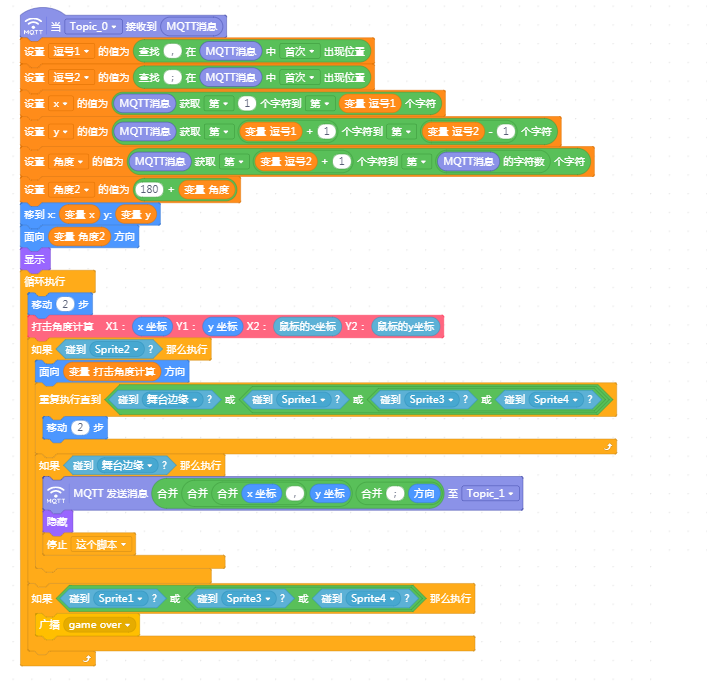 MQTT 当 Topic_0 接收到 MQTT消息
设置 逗号1 的值为 查找 , 在 MQTT消息 中 首次 出现位置
设置 逗号2 的值为 查找 ; 在 MQTT消息 中 首次 出现位置
设置 x 的值为 MQTT消息 获取 第 1 个字符到 第 变量 逗号1 个字符
设置 y 的值为 MQTT消息 获取 第 变量 逗号1 + 1 个字符到 第 变量 逗号2 - 1 个字符
设置 角度 的值为 MQTT消息 获取 第 变量 逗号2 + 1 个字符到 第 MQTT消息 的字符数 个字符
设置 角度2 的值为 180 + 变量 角度
移到 x: 变量 x y: 变量 y
面向 变量 角度2 方向
显示
循环执行
移动 2 步
打击角度计算 X1： x 坐标 Y1： y 坐标 X2： 鼠标的x坐标 Y2： 鼠标的y坐标
如果 碰到 Sprite2 ? 那么执行
面向 变量 打击角度计算 方向
重复执行直到 碰到 舞台边缘 ? 或 碰到 Sprite1 ? 或 碰到 Sprite3 ? 或 碰到 Sprite4 ?
移动 2 步
如果 碰到 舞台边缘 ? 那么执行
MQTT MQTT 发送消息 合并 合并 合并 x 坐标 , y 坐标 合并 ; 方向 至 Topic_1
隐藏
停止 这个脚本
如果 碰到 Sprite1 ? 或 碰到 Sprite3 ? 或 碰到 Sprite4 ? 那么执行
广播 game over